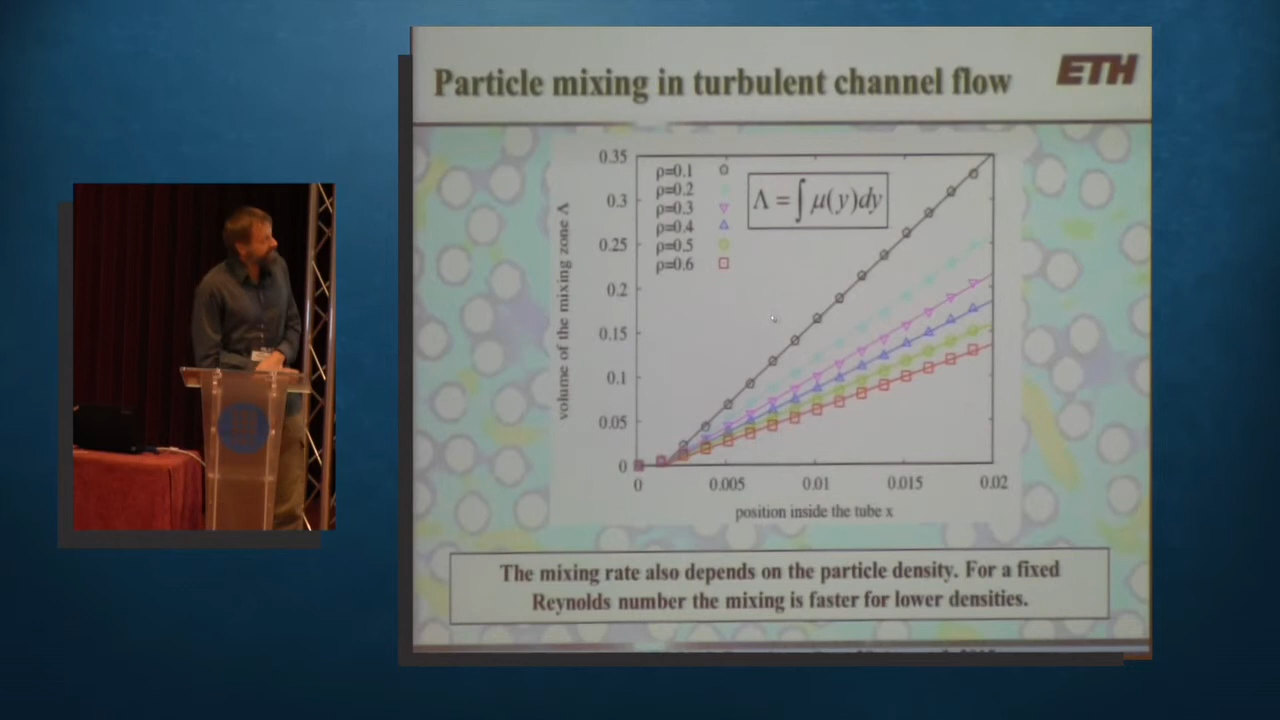 Particle mixing in turbulent channel flow
ETH
0.35
0.3
0.25
0.2
0.15
0.1
0.05
0
volume of the mixing zone Λ
ρ=0.1
ρ=0.2
ρ=0.3
ρ=0.4
ρ=0.5
ρ=0.6
Λ = ∫ μ(y)dy
0 0.005 0.01 0.015 0.02
position inside the tube x
The mixing rate also depends on the particle density. For a fixed
Reynolds number the mixing is faster for lower densities.